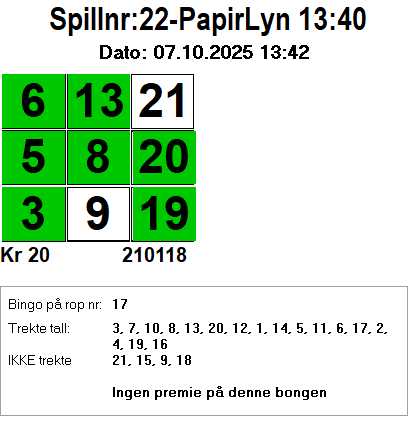 Spillnr:22-PapirLyn 13:40
Dato: 07.10.2025 13:42
6 13 21
5 8 20
3 9 19
Kr 20 210118
Bingo på rop nr: 17
Trekte tall: 3, 7, 10, 8, 13, 20, 12, 1, 14, 5, 11, 6, 17, 2,
4, 19, 16
IKKE trekte 21, 15, 9, 18
Ingen premie på denne bongen